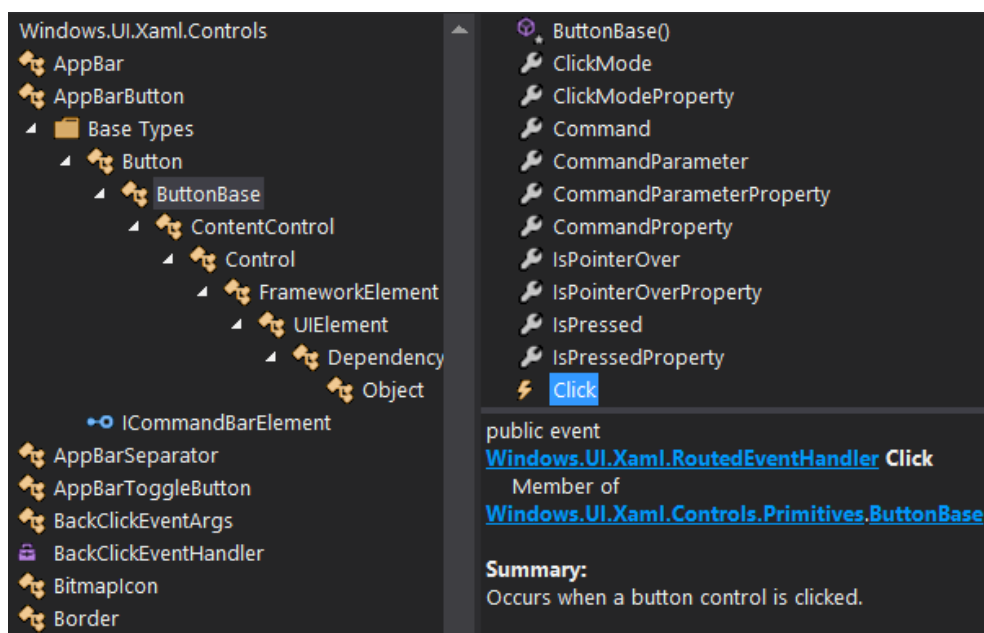 Windows.UI.Xaml.Controls
AppBar
AppBarButton
Base Types
Button
ButtonBase
ContentControl
Control
FrameworkElement
UIElement
Dependency
Object
ICommandBarElement
AppBarSeparator
AppBarToggleButton
BackClickEventArgs
BackClickEventHandler
BitmapIcon
Border
ButtonBase()
ClickMode
ClickModeProperty
Command
CommandParameter
CommandParameterProperty
CommandProperty
IsPointerOver
IsPointerOverProperty
IsPressed
IsPressedProperty
Click
public event
Windows.UI.Xaml.RoutedEventHandler Click
Member of
Windows.UI.Xaml.Controls.Primitives.ButtonBase
Summary:
Occurs when a button control is clicked.